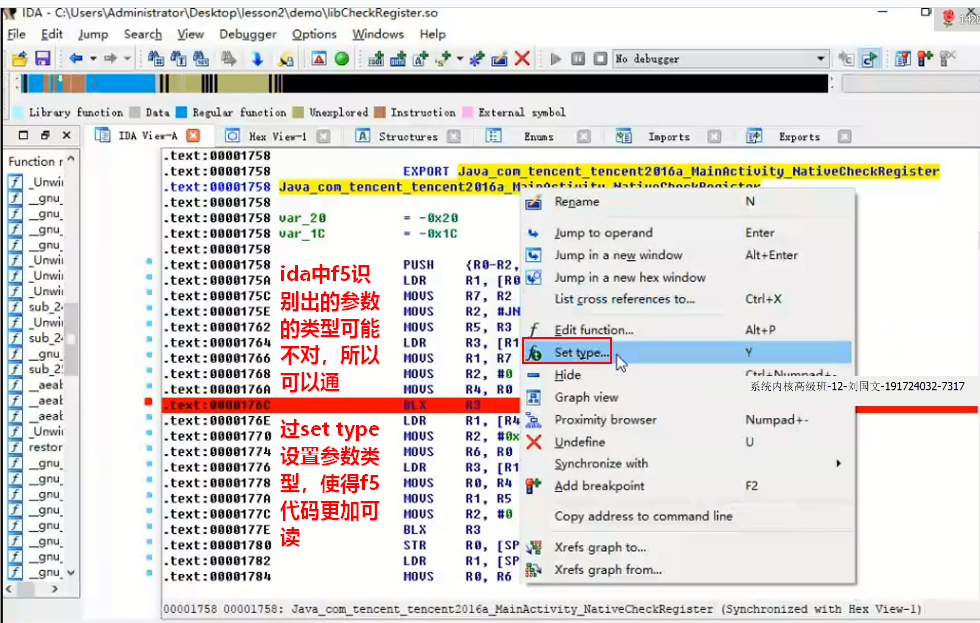 IDA - C:\Users\Administrator\Desktop\lesson2\demo\libCheckRegister.so
File Edit Jump Search View Debugger Options Windows Help
No debugger
Library function Data Regular function Unexplored Instruction External symbol
IDA View-A Hex View-1 Structures Enums Imports Exports
Function r
_Unwi
__gnu_
__gnu_
__gnu_
__gnu_
_Unwi
_Unwi
_Unwi
sub_24
_Unwi
sub_24
__gnu_
sub_2
__aeab
__aeab
__aeab
_Unwi
restor
__gnu_
__gnu_
__gnu_
__gnu_
__gnu_
__gnu_
__gnu_
__gnu_
.text:00001758
.text:00001758 EXPORT Java_com_tencent_tencent2016a_MainActivity_NativeCheckRegister
.text:00001758 Java_com_tencent_tencent2016a_MainActivity_NativeCheckRegister
.text:00001758
.text:00001758 var_20 = -0x20
.text:00001758 var_1C = -0x1C
.text:00001758
.text:00001758 PUSH {R0-R2,
.text:0000175A LDR R1, [R0
.text:0000175C MOVS R7, R2
.text:0000175E MOVS R2, #JN
.text:00001762 MOVS R5, R3
.text:00001764 LDR R3, [R1
.text:00001766 MOVS R1, R7
.text:00001768 MOVS R2, #0
.text:0000176A MOVS R4, R0
.text:0000176C BLX R3
.text:0000176E LDR R1, [R4
.text:00001770 MOVS R2, #0x
.text:00001774 MOVS R6, R0
.text:00001776 LDR R3, [R1
.text:00001778 MOVS R0, R4
.text:0000177A MOVS R1, R5
.text:0000177C MOVS R2, #0
.text:0000177E BLX R3
.text:00001780 STR R0, [SP
.text:00001782 LDR R1, [SP
.text:00001784 MOVS R0, R6
ida中f5识
别出的参数
的类型可能
不对，所以
可以通
过set type
设置参数类
型，使得f5
代码更加可
读
Rename N
Jump to operand Enter
Jump in a new window Alt+Enter
Jump in a new hex window
List cross references to... Ctrl+X
Edit function... Alt+P
Set type... Y
Hide Ctrl+Numpad+-
Graph view
Proximity browser Numpad+-
Undefine U
Synchronize with
Add breakpoint F2
Copy address to command line
Xrefs graph to...
Xrefs graph from...
系统内核高级班-12-刘国文-191724032-7317
00001758 00001758: Java_com_tencent_tencent2016a_MainActivity_NativeCheckRegister (Synchronized with Hex View-1)